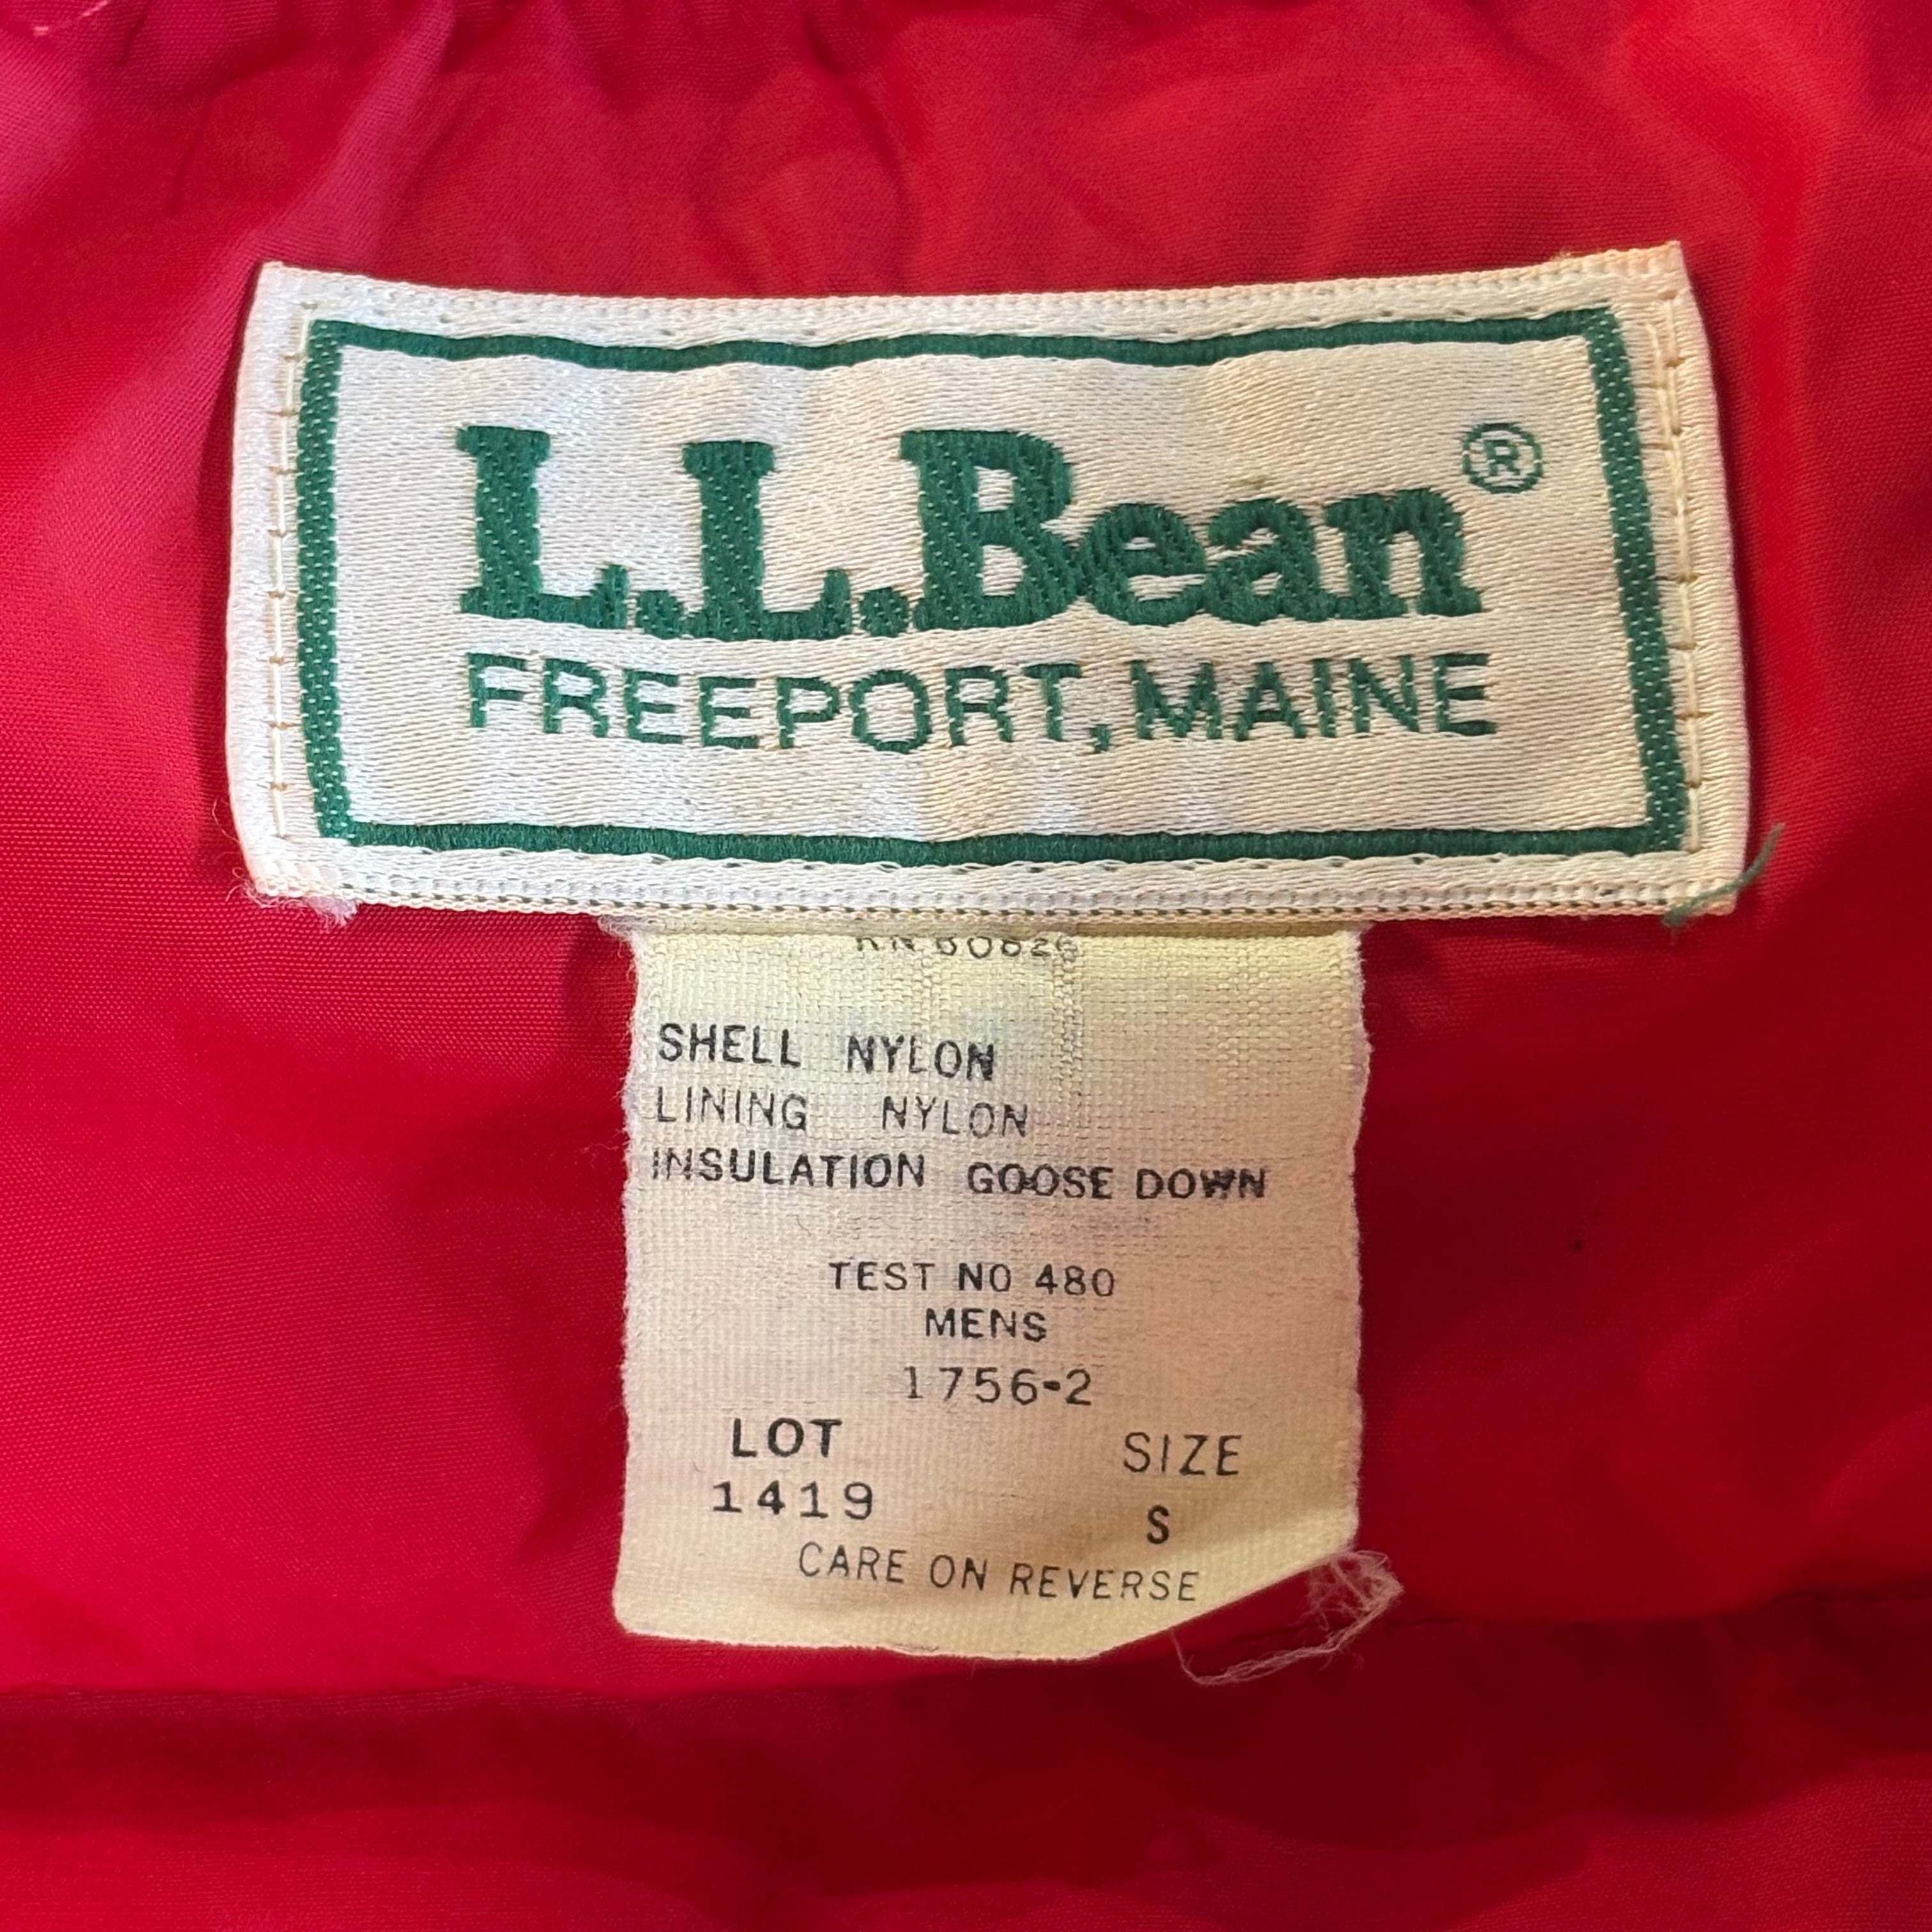 L.L.Bean®
FREEPORT, MAINE
SHELL NYLON
LINING NYLON
INSULATION GOOSE DOWN
TEST NO 480
MENS
1756-2
LOT SIZE
1419 S
CARE ON REVERSE